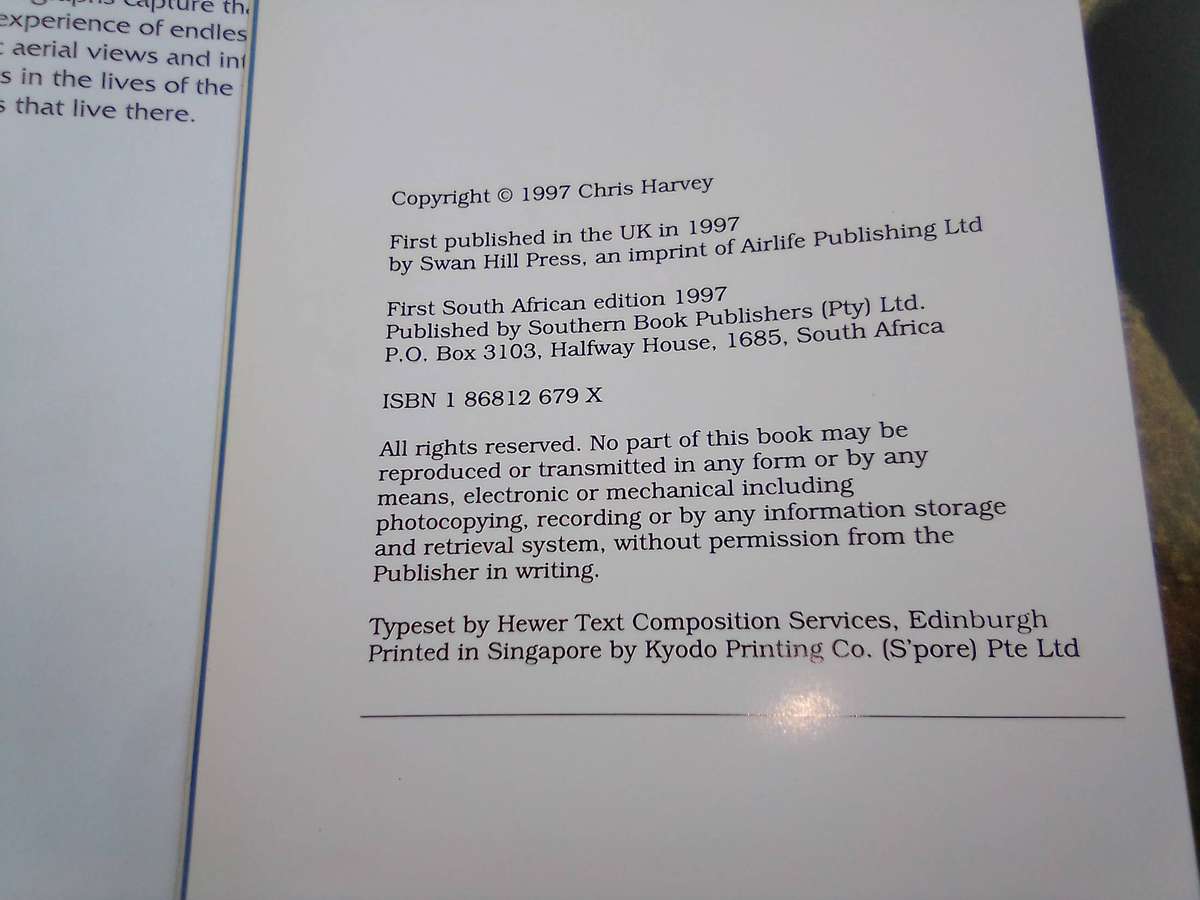 capture
experience of
aerial views and
in the lives of the
that live there.
Copyright © 1997 Chris Harvey
First published in the UK in 1997
by Swan Hill Press, an imprint of Airlife Publishing Ltd
First South African edition 1997
Published by Southern Book Publishers (Pty) Ltd.
P.O. Box 3103, Halfway House, 1685, South Africa
ISBN 1 86812 679 X
All rights reserved. No part of this book may be
reproduced or transmitted in any form or by any
means, electronic or mechanical including
photocopying, recording or by any information storage
and retrieval system, without permission from the
Publisher in writing.
Typeset by Hewer Text Composition Services, Edinburgh
Printed in Singapore by Kyodo Printing Co. (S'pore) Pte Ltd